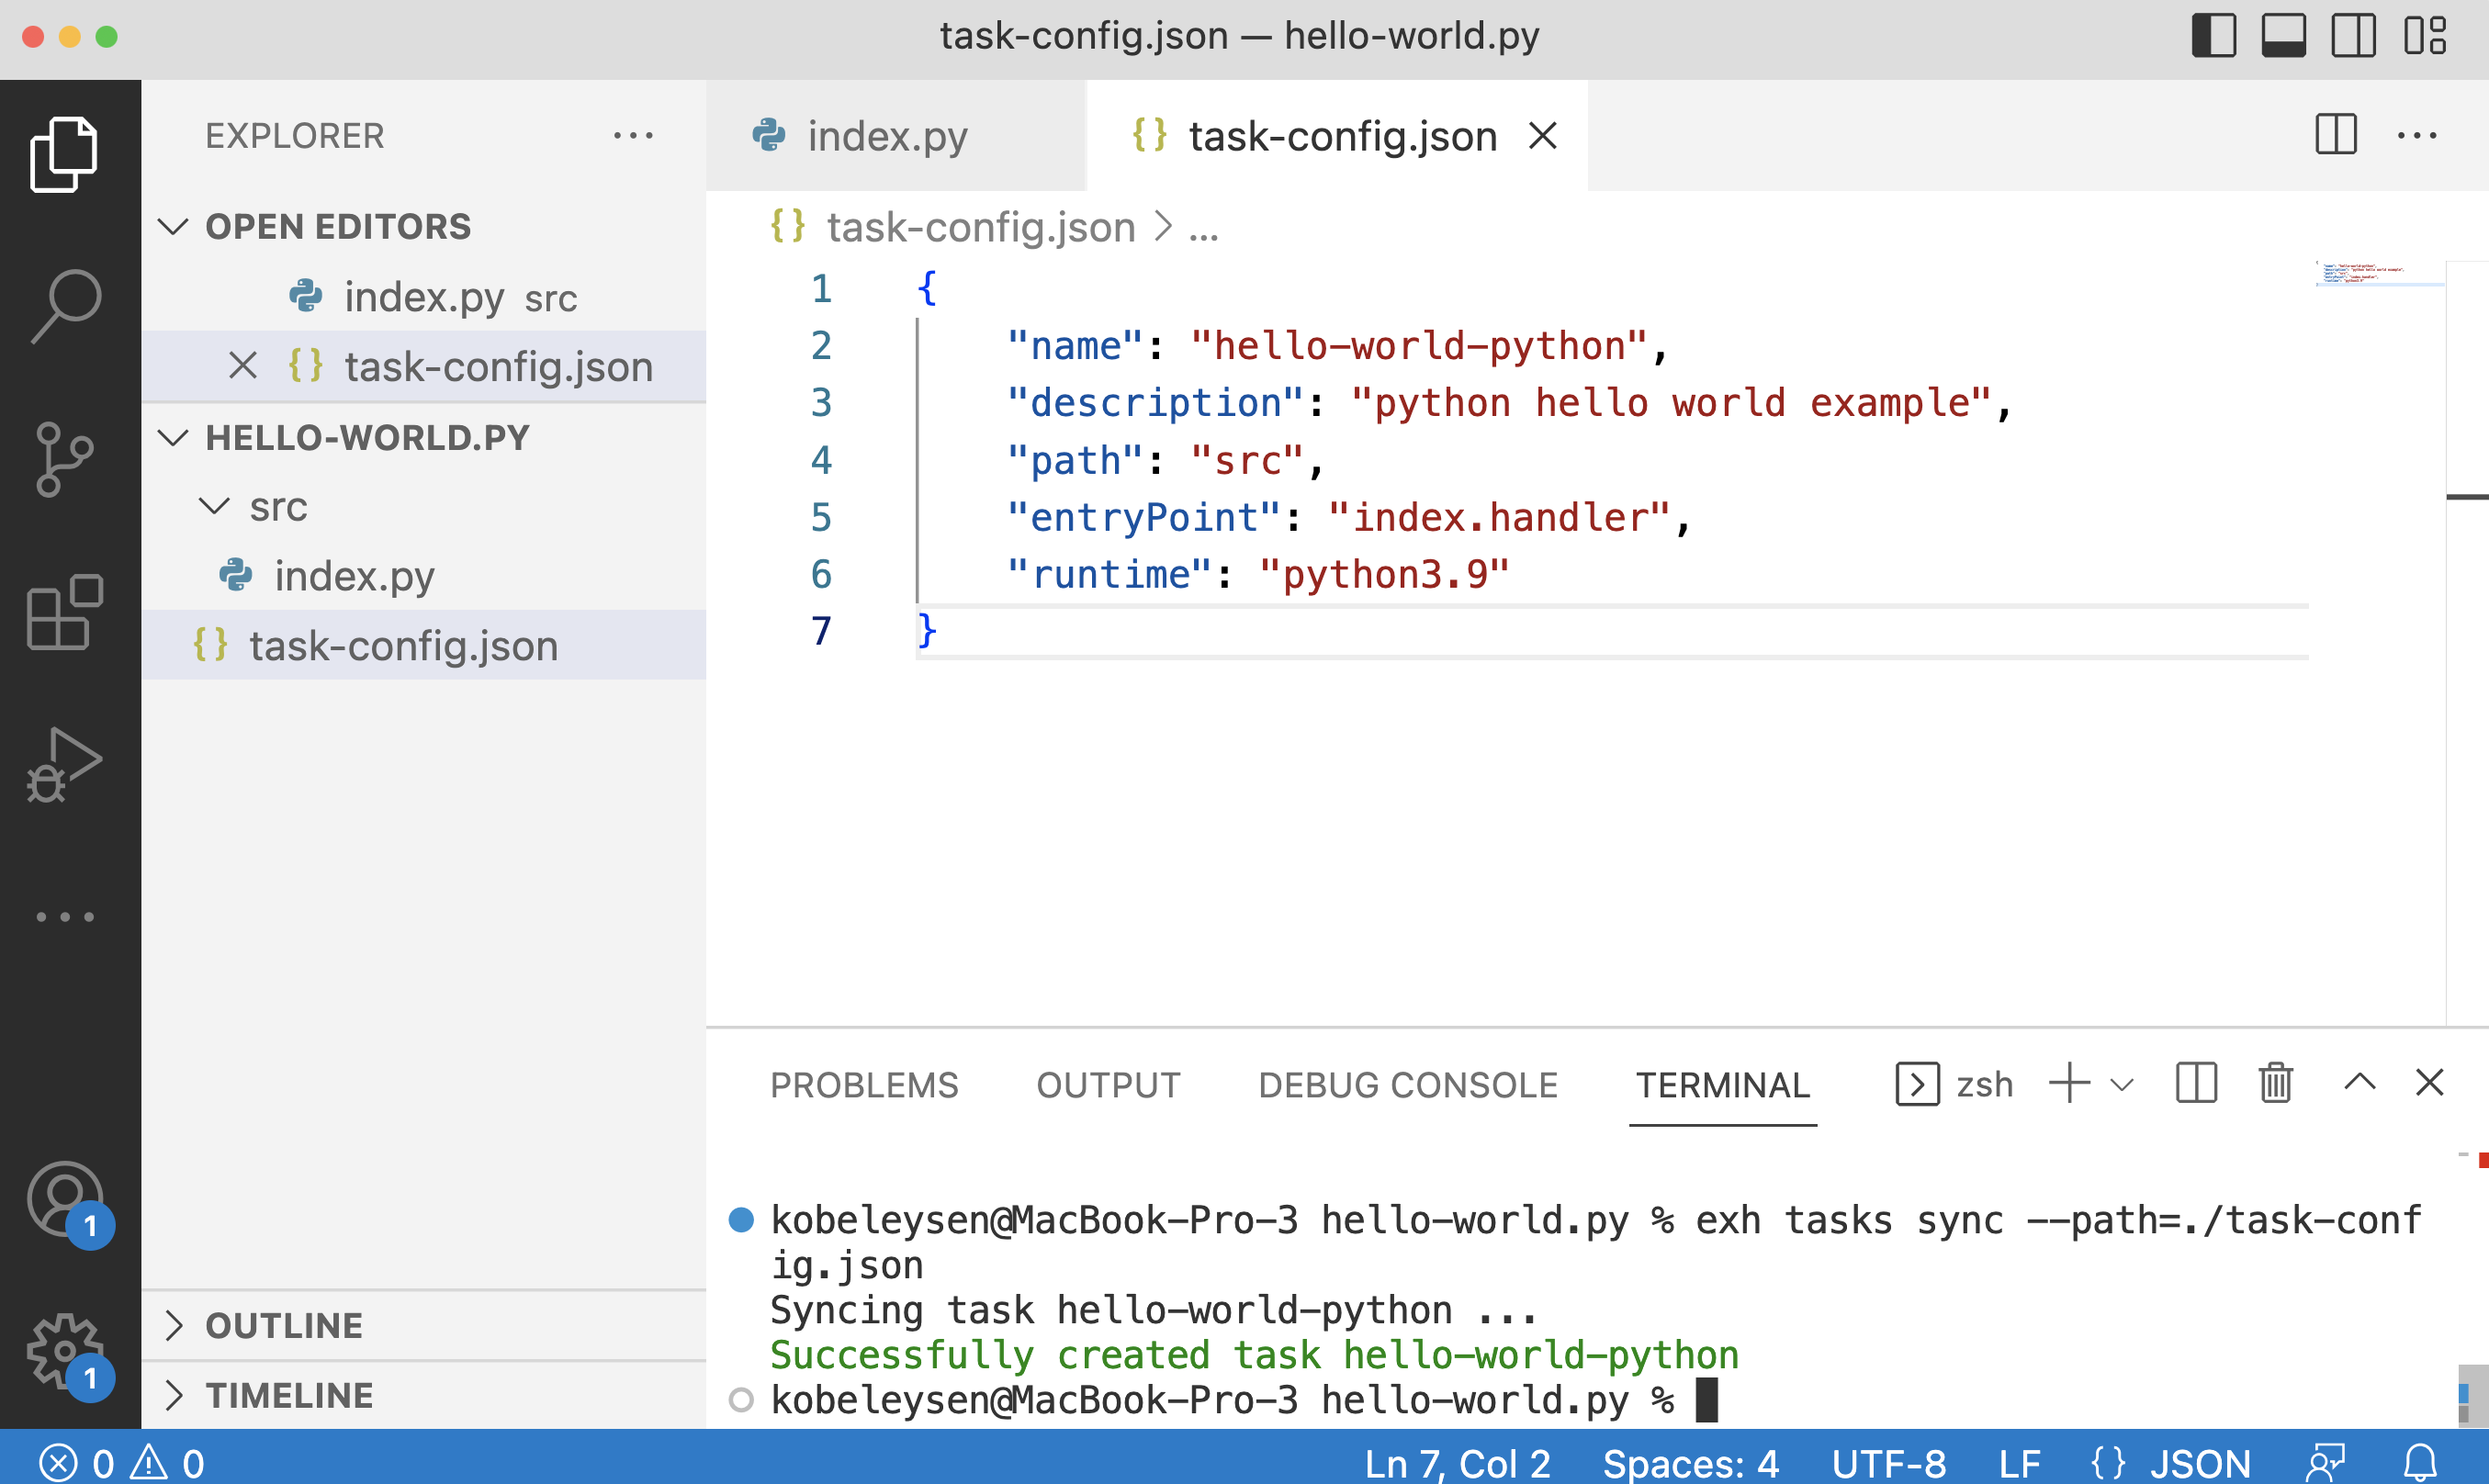 task-config.json — hello-world.py
EXPLORER
OPEN EDITORS
index.py src
task-config.json
HELLO-WORLD.PY
src
index.py
task-config.json
OUTLINE
TIMELINE
1
1
index.py
task-config.json
task-config.json > ...
1 {
2 "name": "hello-world-python",
3 "description": "python hello world example",
4 "path": "src",
5 "entryPoint": "index.handler",
6 "runtime": "python3.9"
7 }
PROBLEMS OUTPUT DEBUG CONSOLE TERMINAL zsh
kobeleysen@MacBook-Pro-3 hello-world.py % exh tasks sync --path=./task-conf
ig.json
Syncing task hello-world-python ...
Successfully created task hello-world-python
kobeleysen@MacBook-Pro-3 hello-world.py %
0 0 Ln 7, Col 2 Spaces: 4 UTF-8 LF {} JSON